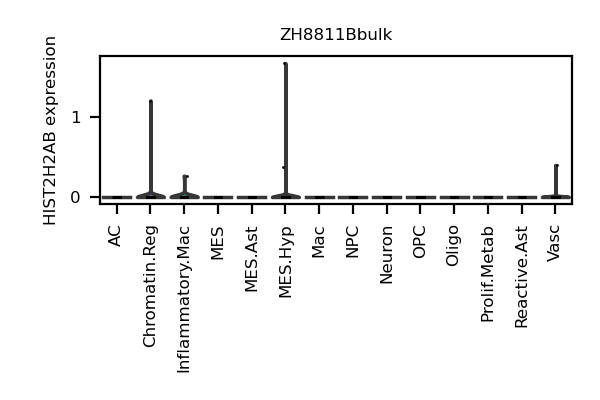 ZH8811Bbulk
HIST2H2AB expression
1
0
AC
Chromatin.Reg
Inflammatory.Mac
MES
MES.Ast
MES.Hyp
Mac
NPC
Neuron
OPC
Oligo
Prolif.Metab
Reactive.Ast
Vasc